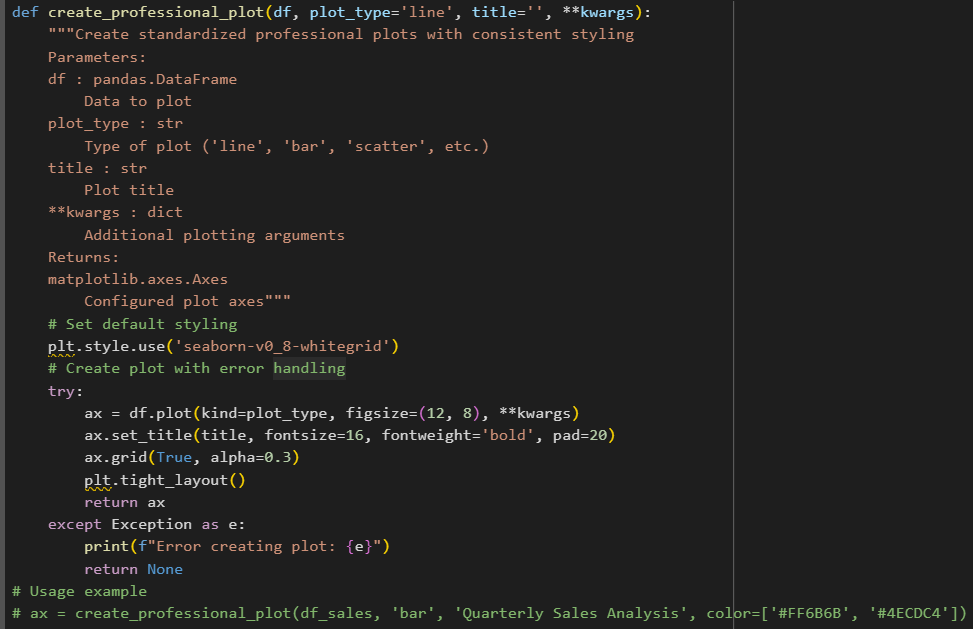 def create_professional_plot(df, plot_type='line', title='', **kwargs):
    """Create standardized professional plots with consistent styling
    Parameters:
    df : pandas.DataFrame
        Data to plot
    plot_type : str
        Type of plot ('line', 'bar', 'scatter', etc.)
    title : str
        Plot title
    **kwargs : dict
        Additional plotting arguments
    Returns:
    matplotlib.axes.Axes
        Configured plot axes"""
    # Set default styling
    plt.style.use('seaborn-v0_8-whitegrid')
    # Create plot with error handling
    try:
        ax = df.plot(kind=plot_type, figsize=(12, 8), **kwargs)
        ax.set_title(title, fontsize=16, fontweight='bold', pad=20)
        ax.grid(True, alpha=0.3)
        plt.tight_layout()
        return ax
    except Exception as e:
        print(f"Error creating plot: {e}")
        return None
# Usage example
# ax = create_professional_plot(df_sales, 'bar', 'Quarterly Sales Analysis', color=['#FF6B6B', '#4ECDC4'])